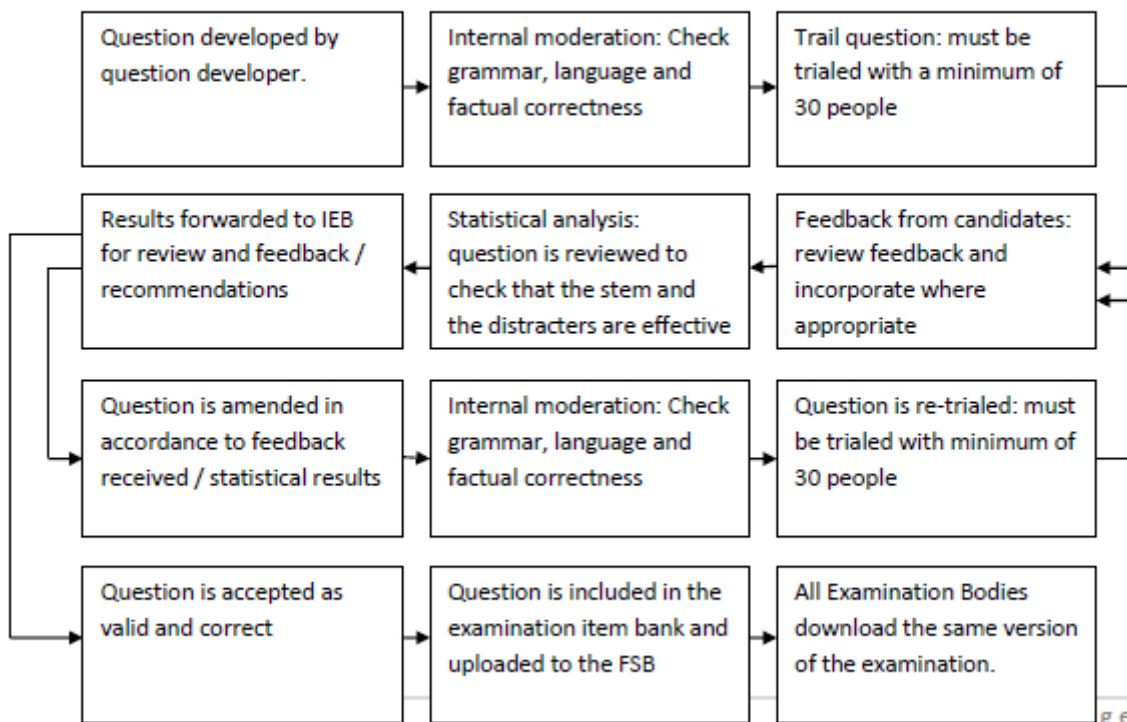 Question developed by
question developer.
Internal moderation: Check
grammar, language and
factual correctness
Trail question: must be
trialed with a minimum of
30 people
Results forwarded to IEB
for review and feedback /
recommendations
Statistical analysis:
question is reviewed to
check that the stem and
the distracters are effective
Feedback from candidates:
review feedback and
incorporate where
appropriate
Question is amended in
accordance to feedback
received / statistical results
Internal moderation: Check
grammar, language and
factual correctness
Question is re-trialed: must
be trialed with minimum of
30 people
Question is accepted as
valid and correct
Question is included in the
examination item bank and
uploaded to the FSB
All Examination Bodies
download the same version
of the examination.